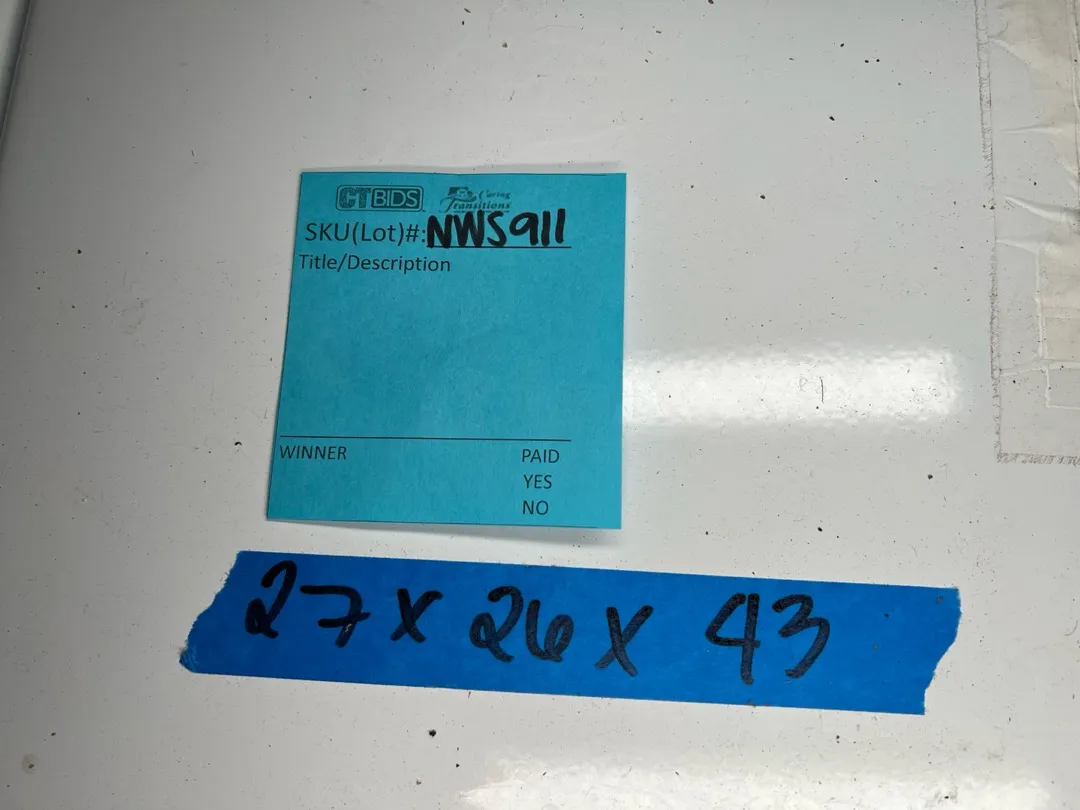 CTBIDS Caring Transitions
SKU(Lot)#: NWS911
Title/Description
WINNER PAID
YES
NO
27 x 26 x 43